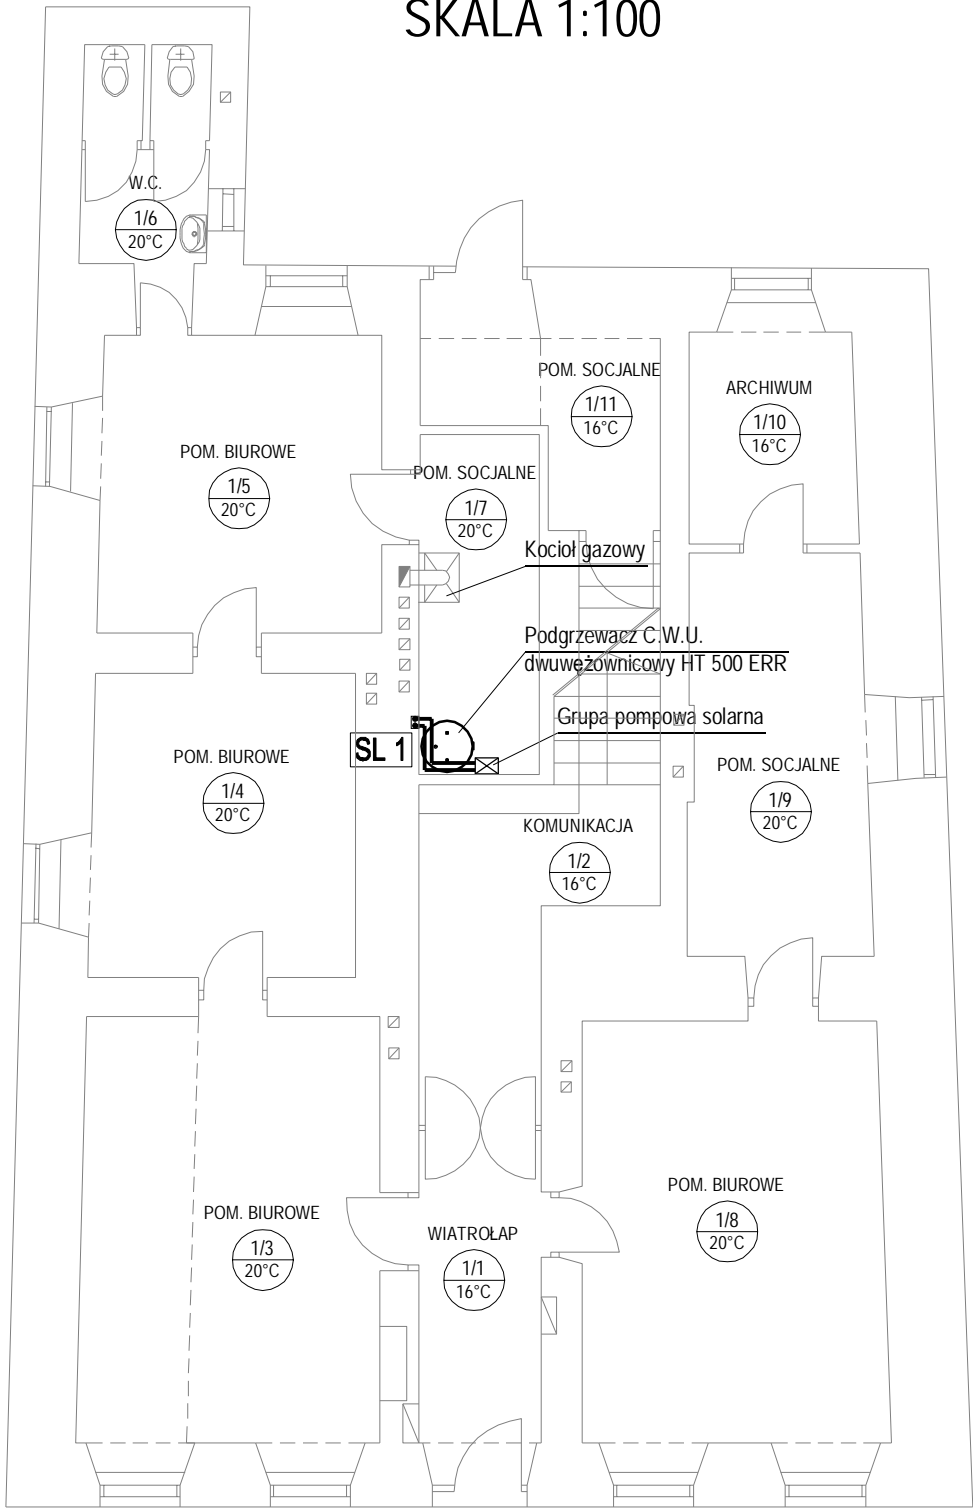 SKALA 1:100
W.C.
1/6
20°C
POM. SOCJALNE
1/11
16°C
ARCHIWUM
1/10
16°C
POM. BIUROWE
1/5
20°C
POM. SOCJALNE
1/7
20°C
Kocioł gazowy
Podgrzewacz C.W.U.
dwuwężownicowy HT 500 ERR
Grupa pompowa solarna
SL 1
POM. BIUROWE
1/4
20°C
POM. SOCJALNE
1/9
20°C
KOMUNIKACJA
1/2
16°C
POM. BIUROWE
1/8
20°C
POM. BIUROWE
1/3
20°C
WIATROŁAP
1/1
16°C